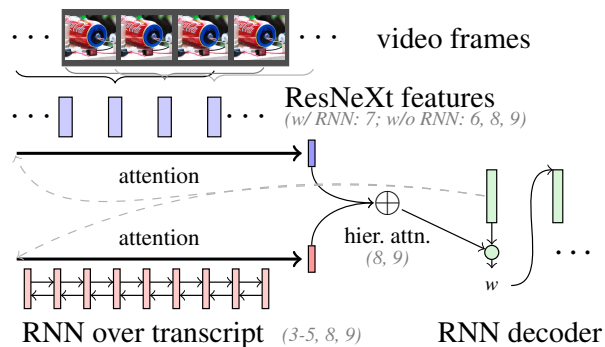 video frames
ResNeXt features
(w/ RNN: 7; w/o RNN: 6, 8, 9)
attention
attention
hier. attn.
(8, 9)
w
RNN over transcript (3-5, 8, 9)
RNN decoder